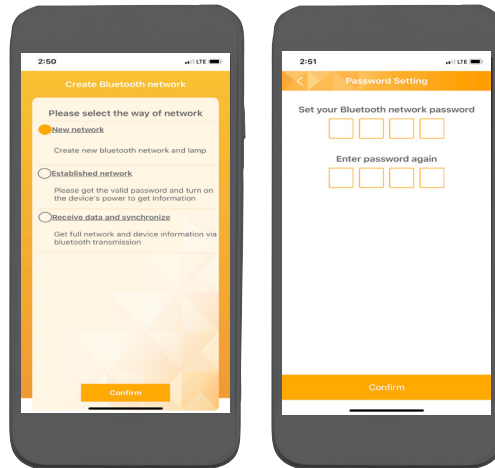 2:50
LTE
Create Bluetooth network
Please select the way of network
New network
Create new bluetooth network and lamp
Established network
Please get the valid password and turn on
the device's power to get information
Receive data and synchronize
Get full network and device information via
bluetooth transmission
Confirm
2:51
LTE
Password Setting
Set your Bluetooth network password
Enter password again
Confirm